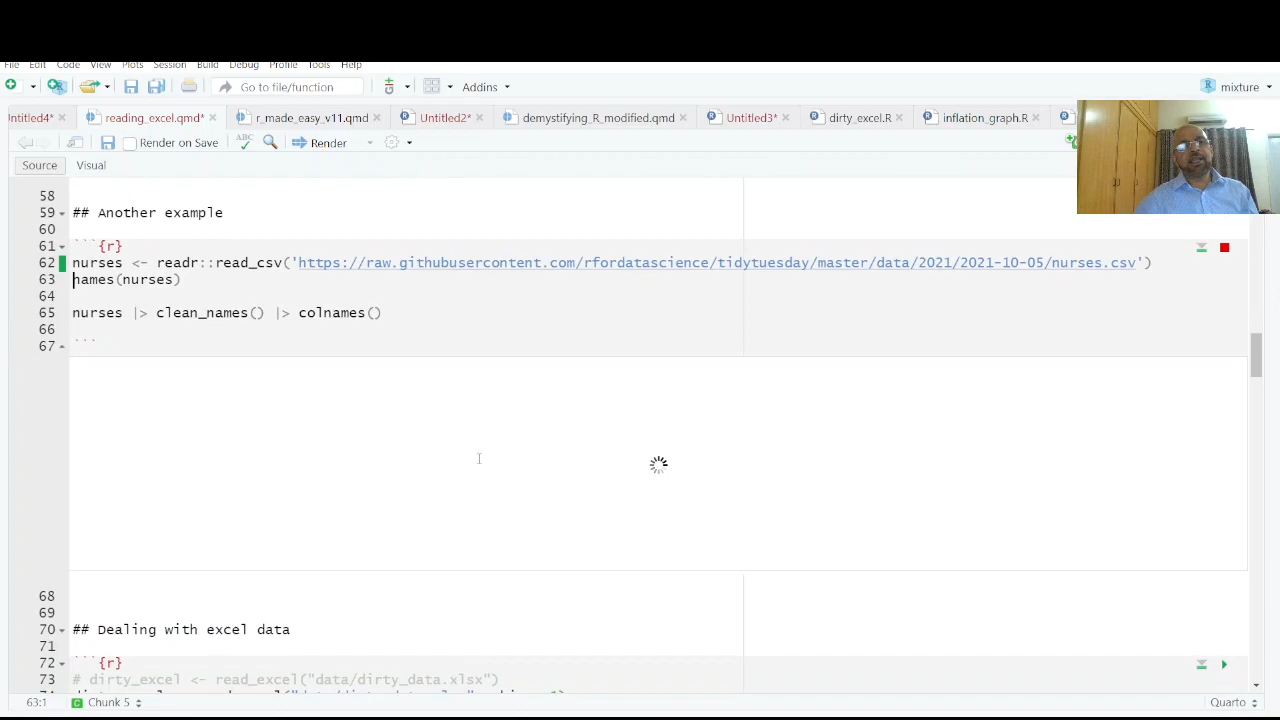 File Edit Code View Plots Session Build Debug Profile Tools Help
Go to file/function Addins mixture
Untitled4* reading_excel.qmd* r_made_easy_v11.qmd Untitled2* demystifying_R_modified.qmd Untitled3* dirty_excel.R inflation_graph.R
Render on Save ABC Render
Source Visual
58
59 ## Another example
60
61 ```{r}
62 nurses <- readr::read_csv('https://raw.githubusercontent.com/rfordatascience/tidytuesday/master/data/2021/2021-10-05/nurses.csv')
63 names(nurses)
64
65 nurses |> clean_names() |> colnames()
66
67 ```
68
69
70 ## Dealing with excel data
71
72 ```{r}
73 # dirty_excel <- read_excel("data/dirty_data.xlsx")
63:1 Chunk 5 Quarto